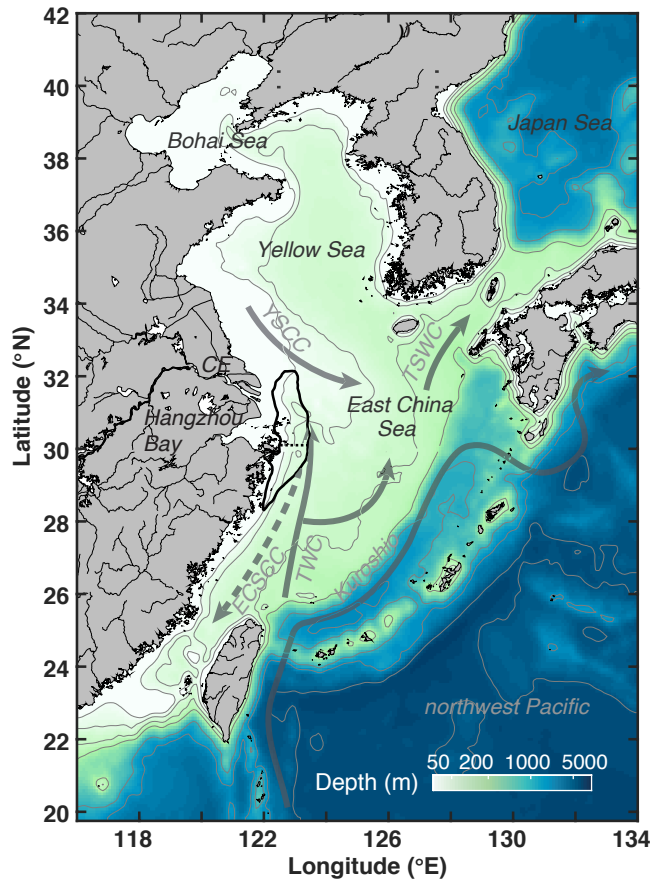 42
40
38
36
34
32
30
28
26
24
22
20
Latitude (°N)
Bohai Sea
Japan Sea
Yellow Sea
YSCC
TSWC
CE
Hangzhou
Bay
East China
Sea
ECSCC
TWC
Kuroshio
northwest Pacific
Depth (m)
50 200 1000 5000
118 122 126 130 134
Longitude (°E)